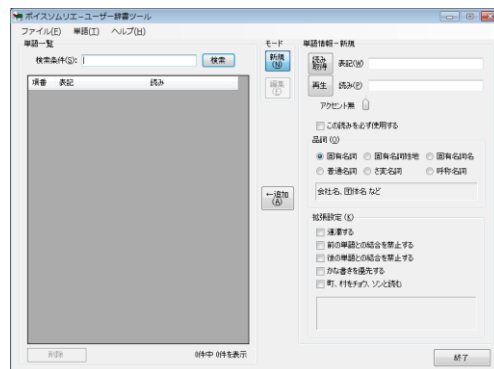 ボイスソムリエ－ユーザー辞書ツール
ファイル(F) 単語(T) ヘルプ(H)
単語一覧
検索条件(S):
検索
項番 表記 読み
削除
0件中 0件を表示
モード
新規
(N)
編集
(E)
←追加
(A)
単語情報－新規
読み
取得
表記(W)
再生
読み(P)
アクセント無
この読みを必ず使用する
品詞(O)
固有名詞 固有名詞姓地 固有名詞名
普通名詞 さ変名詞 呼称名詞
会社名、団体名 など
拡張設定(K)
連濁する
前の単語との結合を禁止する
後の単語との結合を禁止する
かな書きを優先する
町、村をチョウ、ソンと読む
終了